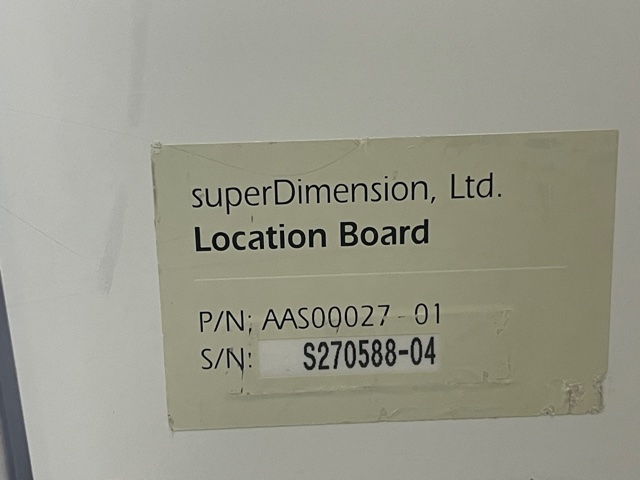 superDimension, Ltd.
Location Board
P/N: AAS00027-01
S/N: S270588-04